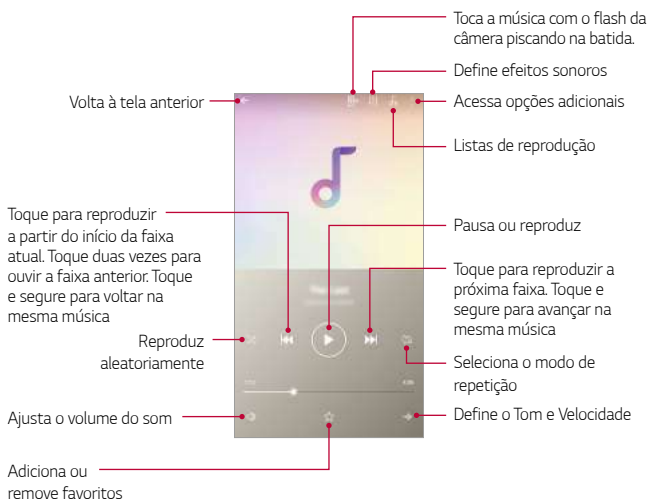 Toca a música com o flash da
câmera piscando na batida.
Define efeitos sonoros
Volta à tela anterior
Acessa opções adicionais
Listas de reprodução
Toque para reproduzir
a partir do início da faixa
atual. Toque duas vezes para
ouvir a faixa anterior. Toque
e segure para voltar na
mesma música
Pausa ou reproduz
Toque para reproduzir a
próxima faixa. Toque e
segure para avançar na
mesma música
Reproduz
aleatoriamente
Seleciona o modo de
repetição
Ajusta o volume do som
Define o Tom e Velocidade
Adiciona ou
remove favoritos